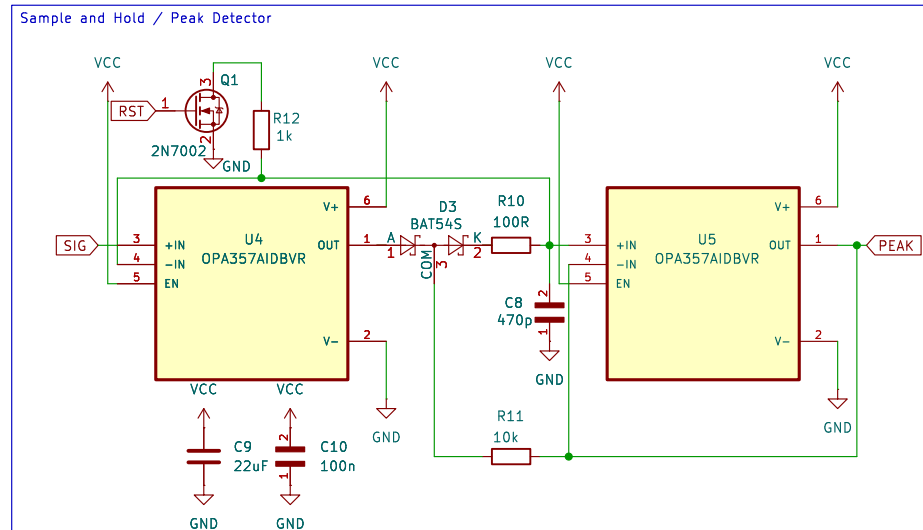 Sample and Hold / Peak Detector
VCC
VCC
VCC
VCC
3
Q1
RST
1
2
2N7002
GND
R12
1k
U4
OPA357AIDBVR
SIG
3
+IN
4
-IN
5
EN
V+
6
OUT
1
V-
2
GND
D3
BAT54S
A
1
K
2
COM
3
R10
100R
C8
470p
2
1
GND
U5
OPA357AIDBVR
3
+IN
4
-IN
5
EN
V+
6
OUT
1
V-
2
PEAK
GND
R11
10k
VCC
C9
22uF
GND
VCC
2
C10
100n
1
GND